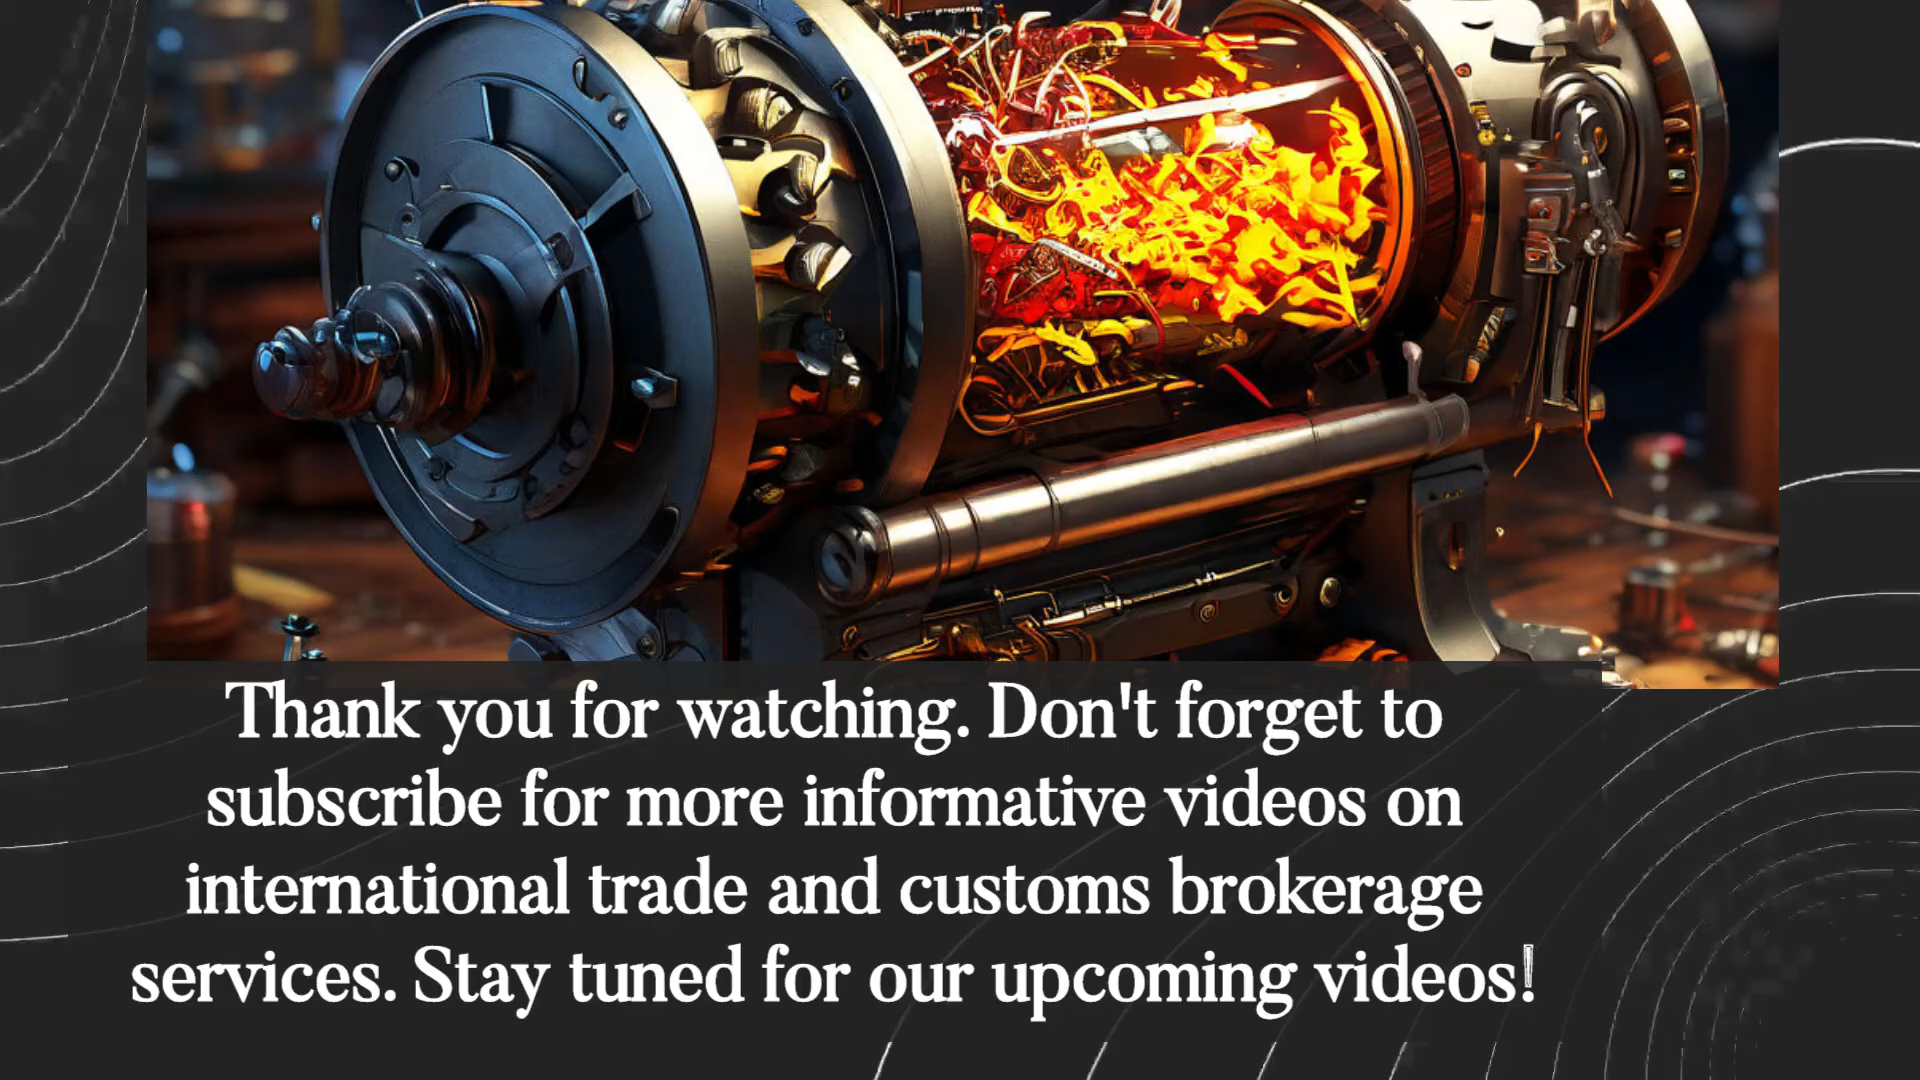 Thank you for watching. Don't forget to
subscribe for more informative videos on
international trade and customs brokerage
services. Stay tuned for our upcoming videos!